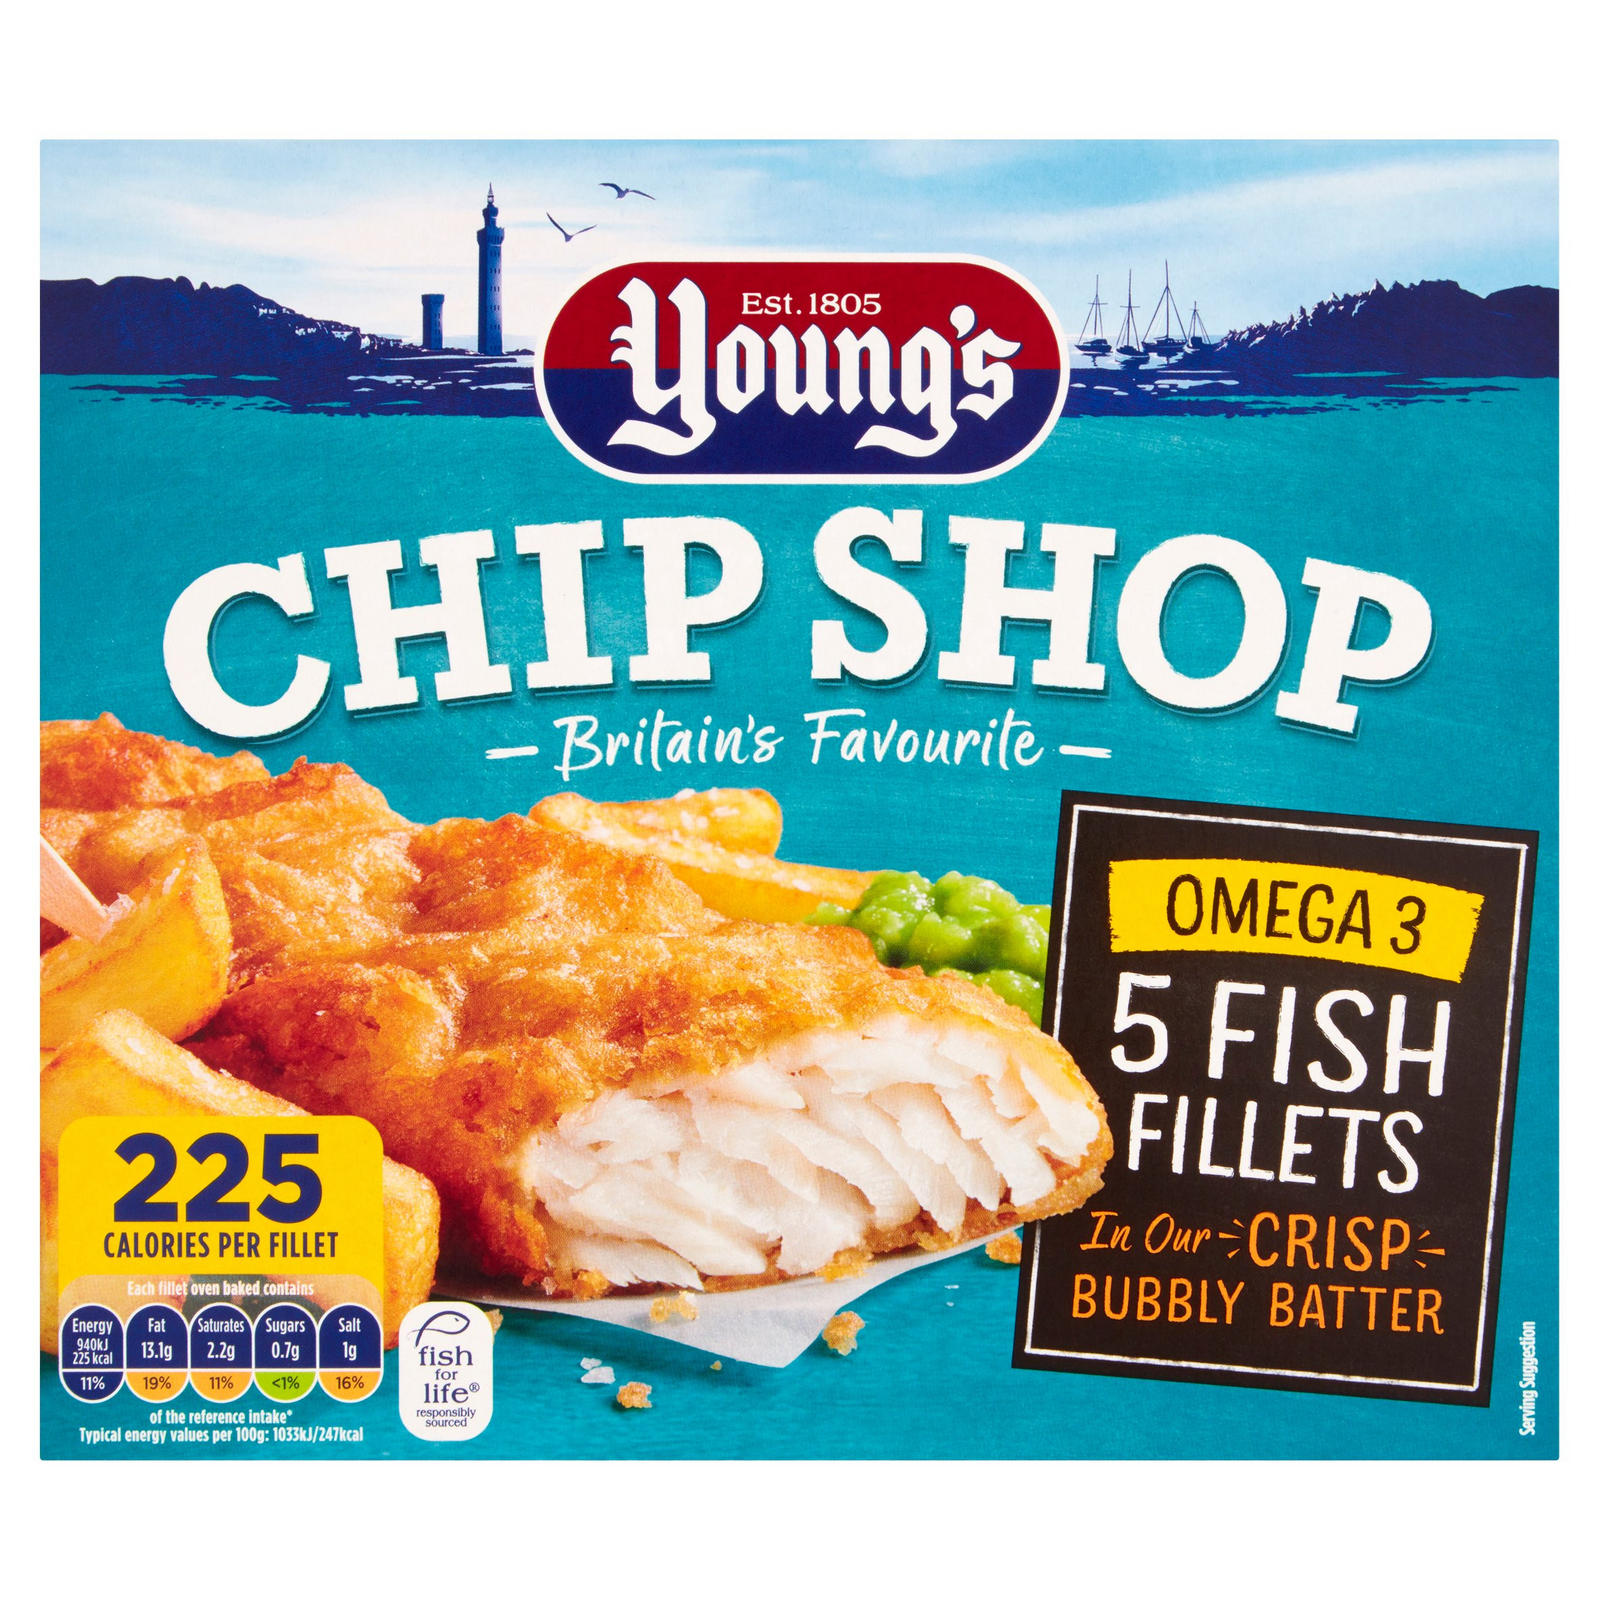 Est. 1805
Young's
CHIP SHOP
– Britain's Favourite –
OMEGA 3
5 FISH
FILLETS
In Our CRISP
BUBBLY BATTER
225
CALORIES PER FILLET
Each fillet oven baked contains
Energy Fat Saturates Sugars Salt
940kJ
225 kcal 13.1g 2.2g 0.7g 1g
11% 19% 11% <1% 16%
of the reference intake*
Typical energy values per 100g: 1033kJ/247kcal
fish
for
life®
responsibly
sourced
Serving Suggestion